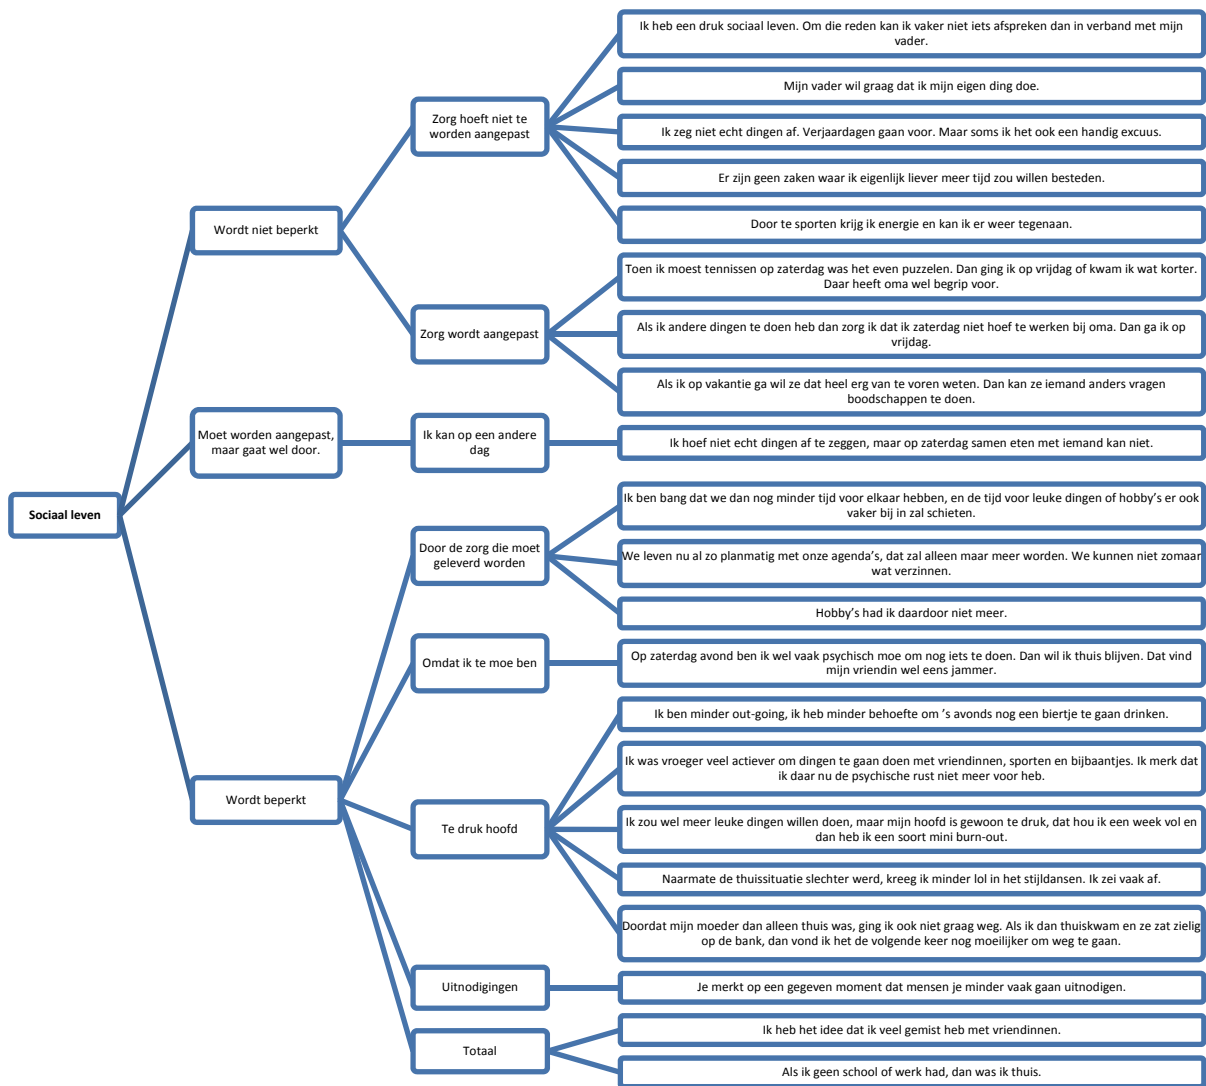 Sociaal leven
Wordt niet beperkt
Zorg hoeft niet te
worden aangepast
Ik heb een druk sociaal leven. Om die reden kan ik vaker niet iets afspreken dan in verband met mijn
vader.
Mijn vader wil graag dat ik mijn eigen ding doe.
Ik zeg niet echt dingen af. Verjaardagen gaan voor. Maar soms ik het ook een handig excuus.
Er zijn geen zaken waar ik eigenlijk liever meer tijd zou willen besteden.
Door te sporten krijg ik energie en kan ik er weer tegenaan.
Zorg wordt aangepast
Toen ik moest tennissen op zaterdag was het even puzzelen. Dan ging ik op vrijdag of kwam ik wat korter.
Daar heeft oma wel begrip voor.
Als ik andere dingen te doen heb dan zorg ik dat ik zaterdag niet hoef te werken bij oma. Dan ga ik op
vrijdag.
Als ik op vakantie ga wil ze dat heel erg van te voren weten. Dan kan ze iemand anders vragen
boodschappen te doen.
Moet worden aangepast,
maar gaat wel door.
Ik kan op een andere
dag
Ik hoef niet echt dingen af te zeggen, maar op zaterdag samen eten met iemand kan niet.
Wordt beperkt
Door de zorg die moet
geleverd worden
Ik ben bang dat we dan nog minder tijd voor elkaar hebben, en de tijd voor leuke dingen of hobby’s er ook
vaker bij in zal schieten.
We leven nu al zo planmatig met onze agenda’s, dat zal alleen maar meer worden. We kunnen niet zomaar
wat verzinnen.
Hobby’s had ik daardoor niet meer.
Omdat ik te moe ben
Op zaterdag avond ben ik wel vaak psychisch moe om nog iets te doen. Dan wil ik thuis blijven. Dat vind
mijn vriendin wel eens jammer.
Te druk hoofd
Ik ben minder out-going, ik heb minder behoefte om ’s avonds nog een biertje te gaan drinken.
Ik was vroeger veel actiever om dingen te gaan doen met vriendinnen, sporten en bijbaantjes. Ik merk dat
ik daar nu de psychische rust niet meer voor heb.
Ik zou wel meer leuke dingen willen doen, maar mijn hoofd is gewoon te druk, dat hou ik een week vol en
dan heb ik een soort mini burn-out.
Naarmate de thuissituatie slechter werd, kreeg ik minder lol in het stijldansen. Ik zei vaak af.
Doordat mijn moeder dan alleen thuis was, ging ik ook niet graag weg. Als ik dan thuiskwam en ze zat zielig
op de bank, dan vond ik het de volgende keer nog moeilijker om weg te gaan.
Uitnodigingen
Je merkt op een gegeven moment dat mensen je minder vaak gaan uitnodigen.
Totaal
Ik heb het idee dat ik veel gemist heb met vriendinnen.
Als ik geen school of werk had, dan was ik thuis.